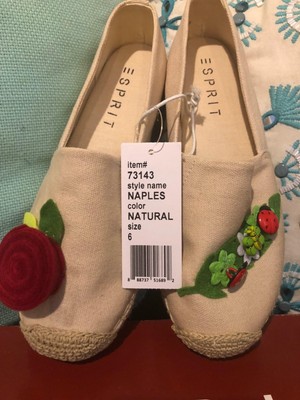 ESPRIT
ESPRIT
item#
73143
style name
NAPLES
color
NATURAL
size
6